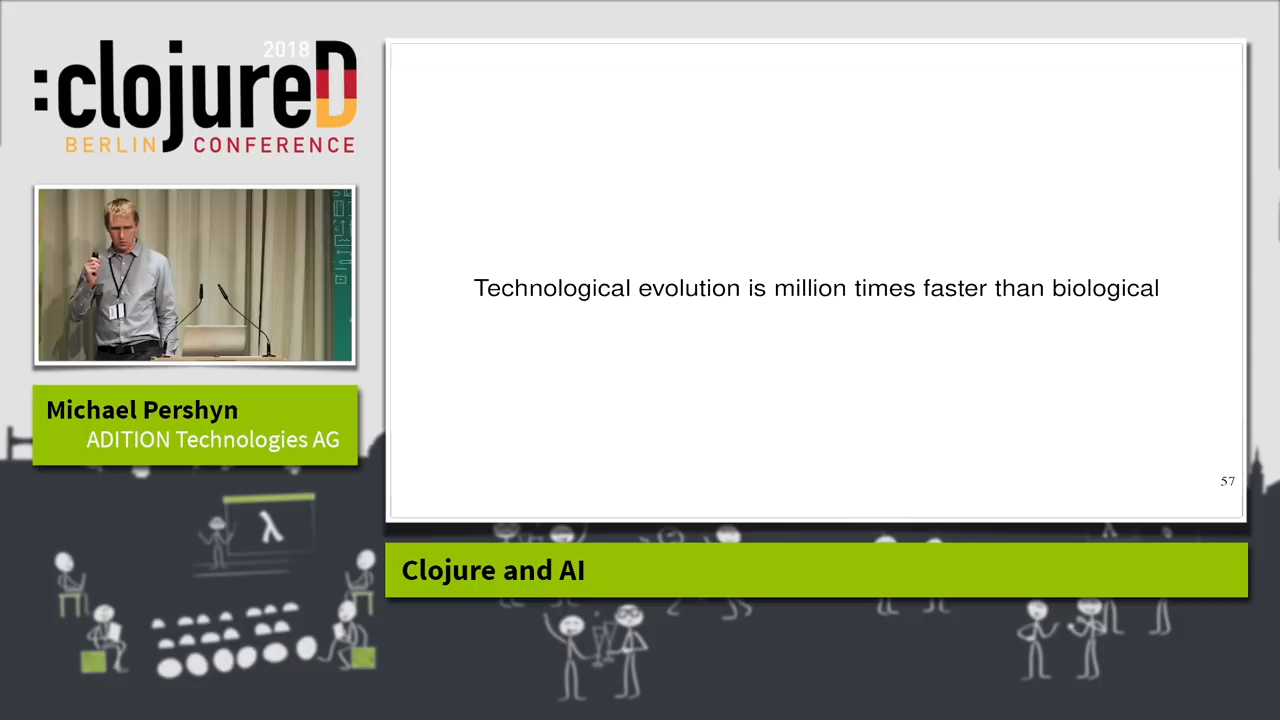 2018
:clojureD
BERLIN CONFERENCE
Technological evolution is million times faster than biological
57
Michael Pershyn
ADITION Technologies AG
Clojure and AI
λ